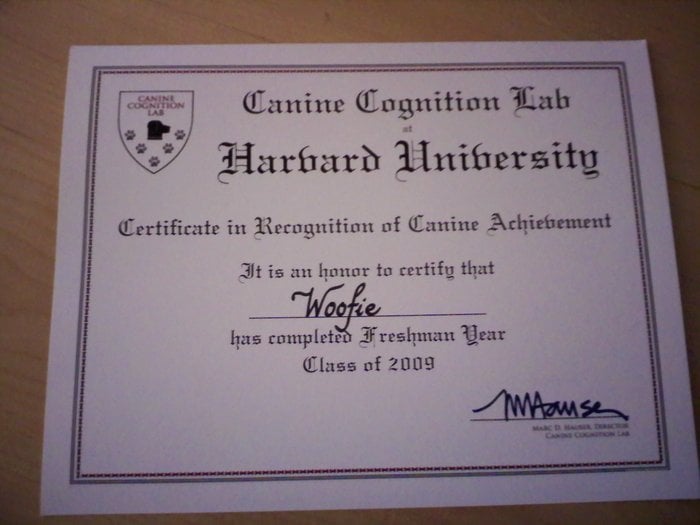 CANINE
COGNITION
LAB
Canine Cognition Lab
at
Harvard University
Certificate in Recognition of Canine Achievement
It is an honor to certify that
Woofie
has completed Freshman Year
Class of 2009
MHauser
MARC D. HAUSER, DIRECTOR
CANINE COGNITION LAB